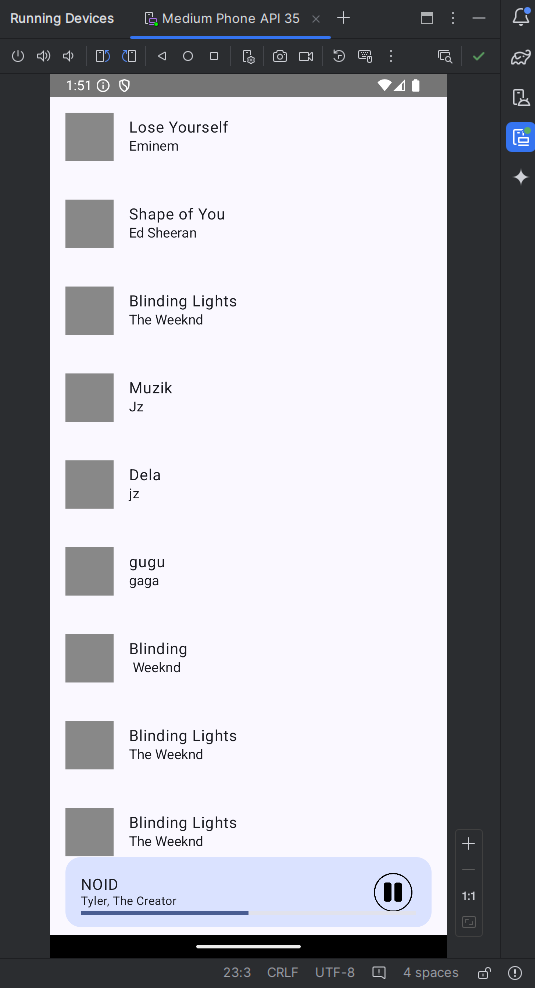 Running Devices
Medium Phone API 35
1:51
Lose Yourself
Eminem
Shape of You
Ed Sheeran
Blinding Lights
The Weeknd
Muzik
Jz
Dela
jz
gugu
gaga
Blinding
Weeknd
Blinding Lights
The Weeknd
Blinding Lights
The Weeknd
NOID
Tyler, The Creator
1:1
23:3 CRLF UTF-8 4 spaces